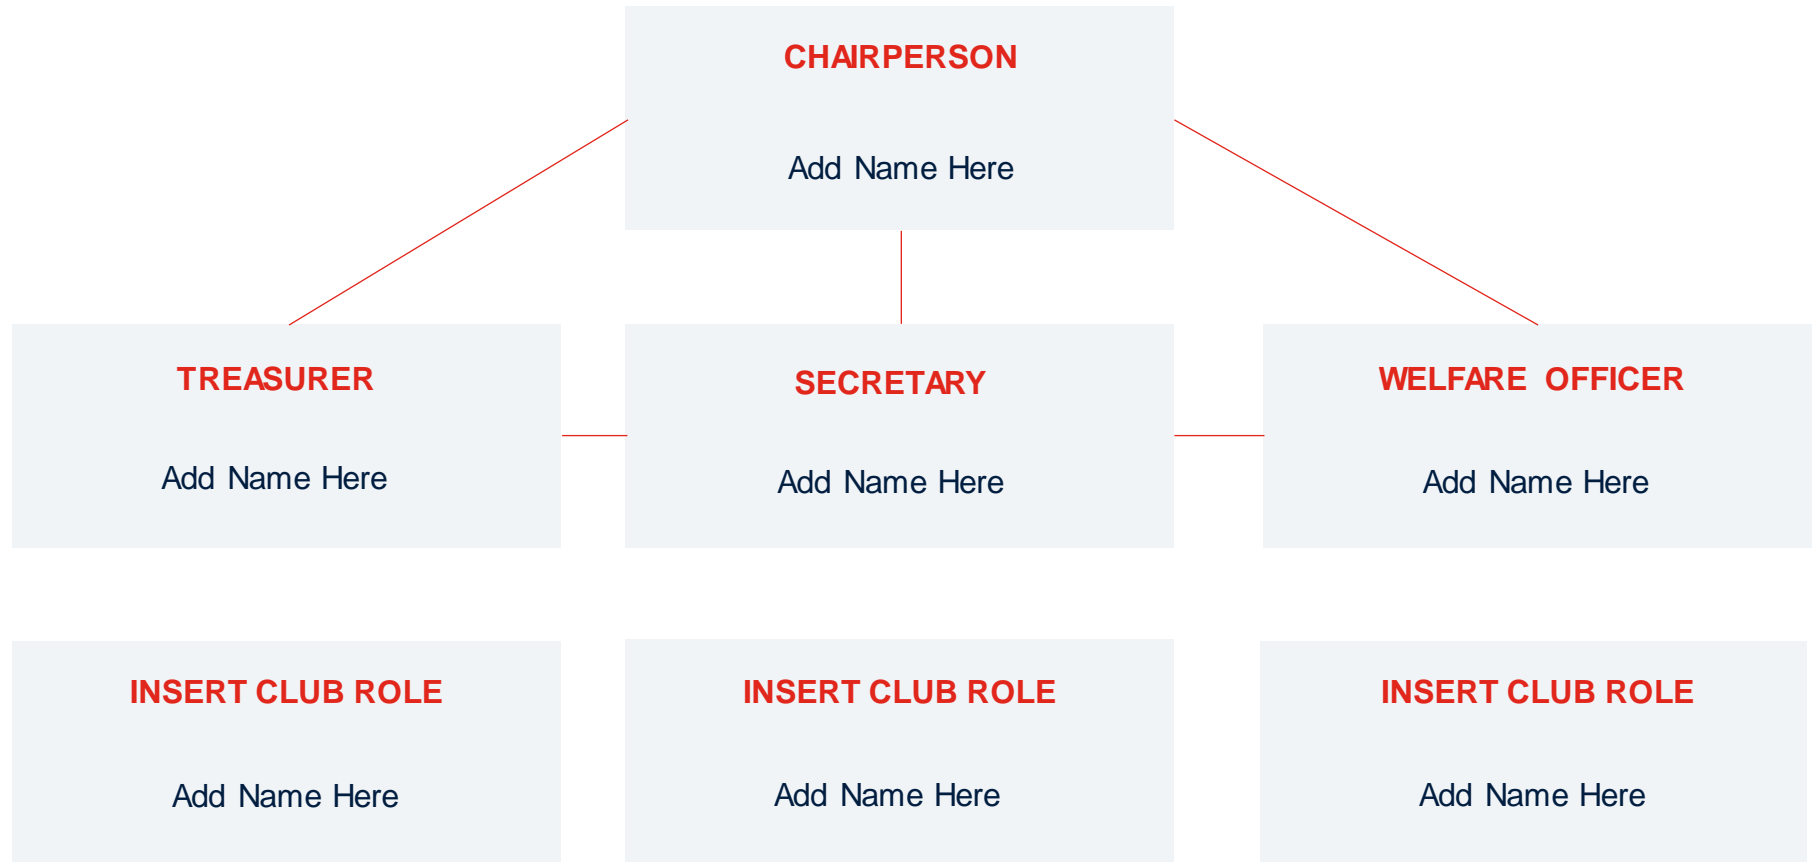 CHAIRPERSON
Add Name Here
TREASURER
Add Name Here
SECRETARY
Add Name Here
WELFARE OFFICER
Add Name Here
INSERT CLUB ROLE
Add Name Here
INSERT CLUB ROLE
Add Name Here
INSERT CLUB ROLE
Add Name Here